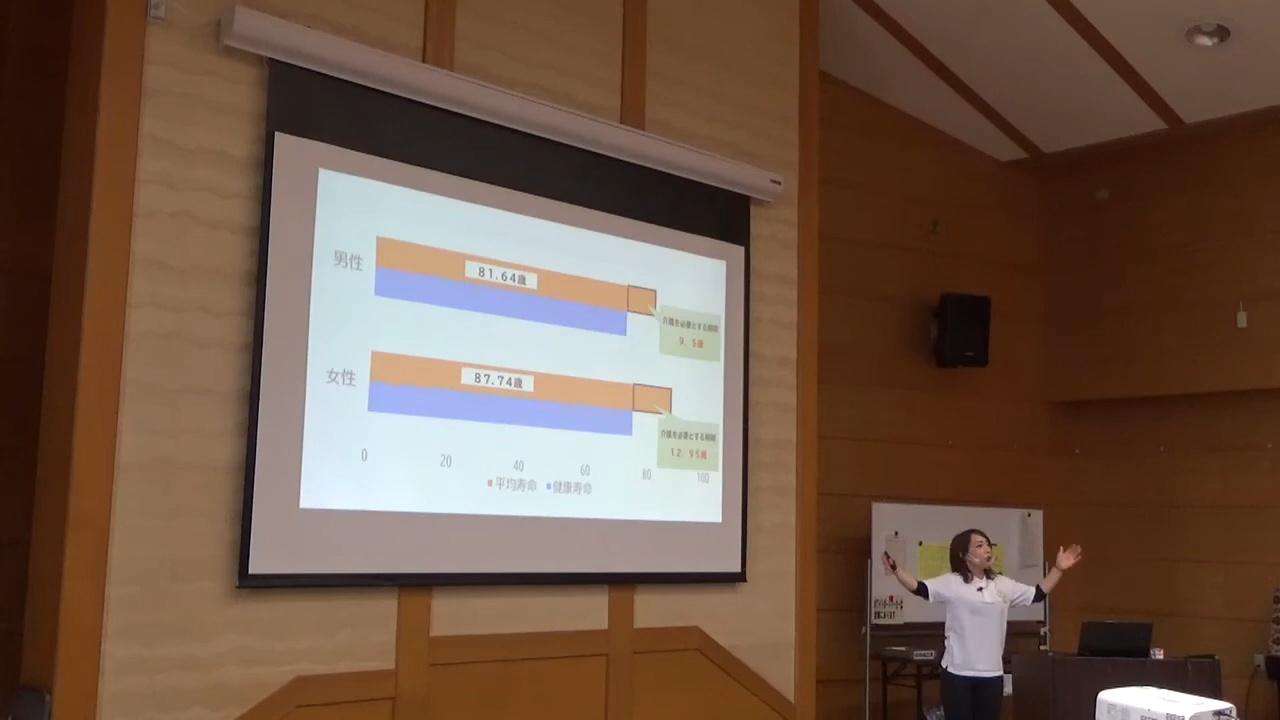 男性
81.64歳
介護を必要とする期間
9.5歳
女性
87.74歳
介護を必要とする期間
12.95歳
0 20 40 60 80 100
平均寿命 健康寿命